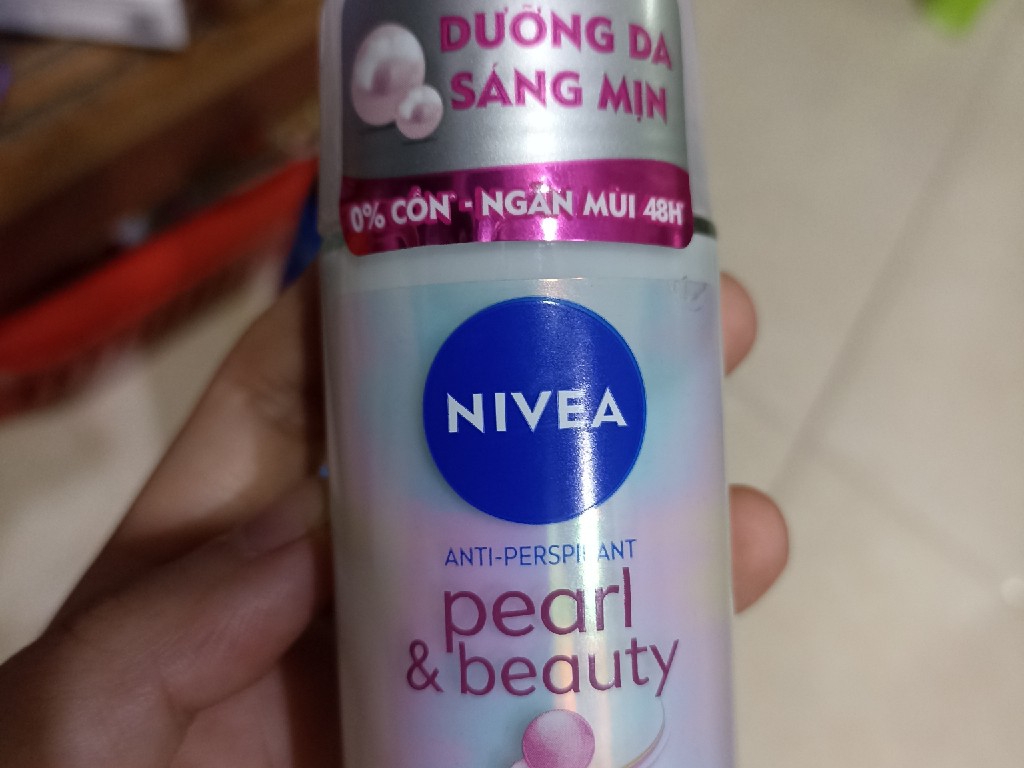 DƯỠNG DA
SÁNG MỊN
0% CỒN* - NGĂN MÙI 48H*
NIVEA
ANTI-PERSPIRANT
pearl
& beauty